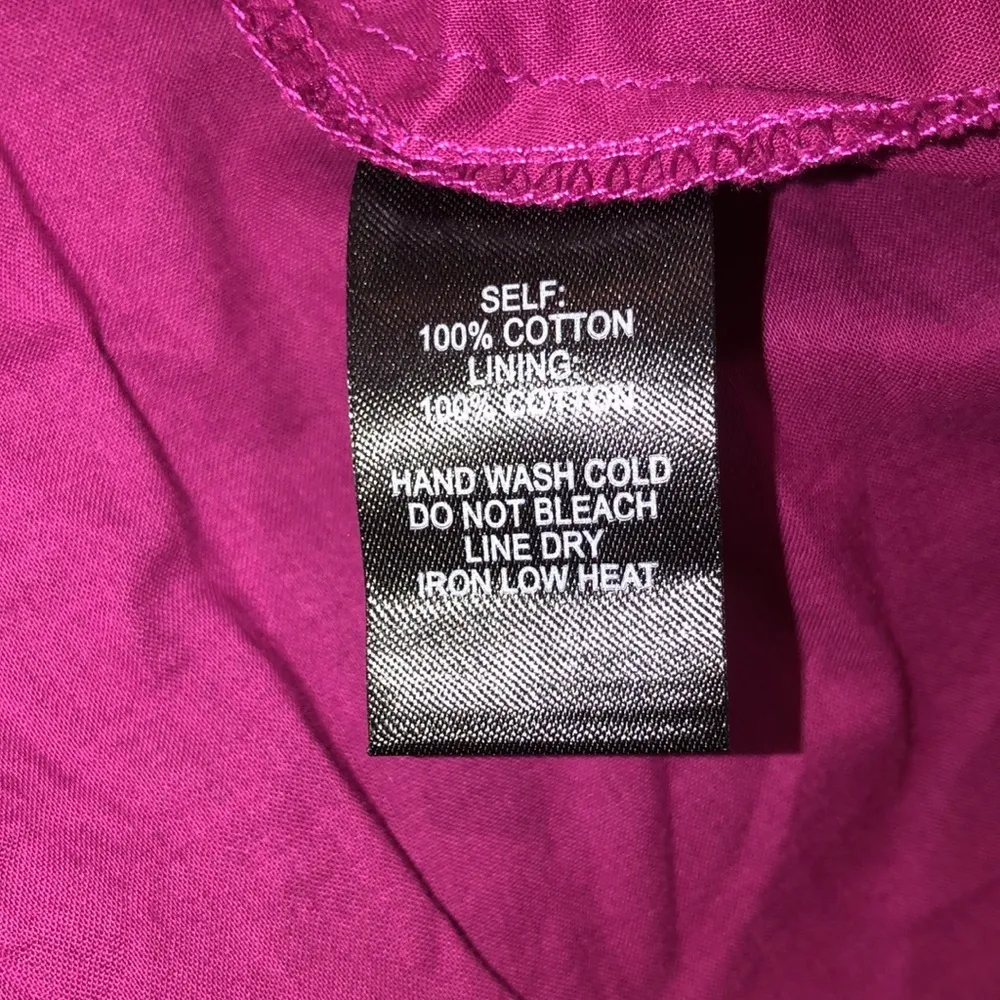 SELF:
100% COTTON
LINING:
100% COTTON
HAND WASH COLD
DO NOT BLEACH
LINE DRY
IRON LOW HEAT